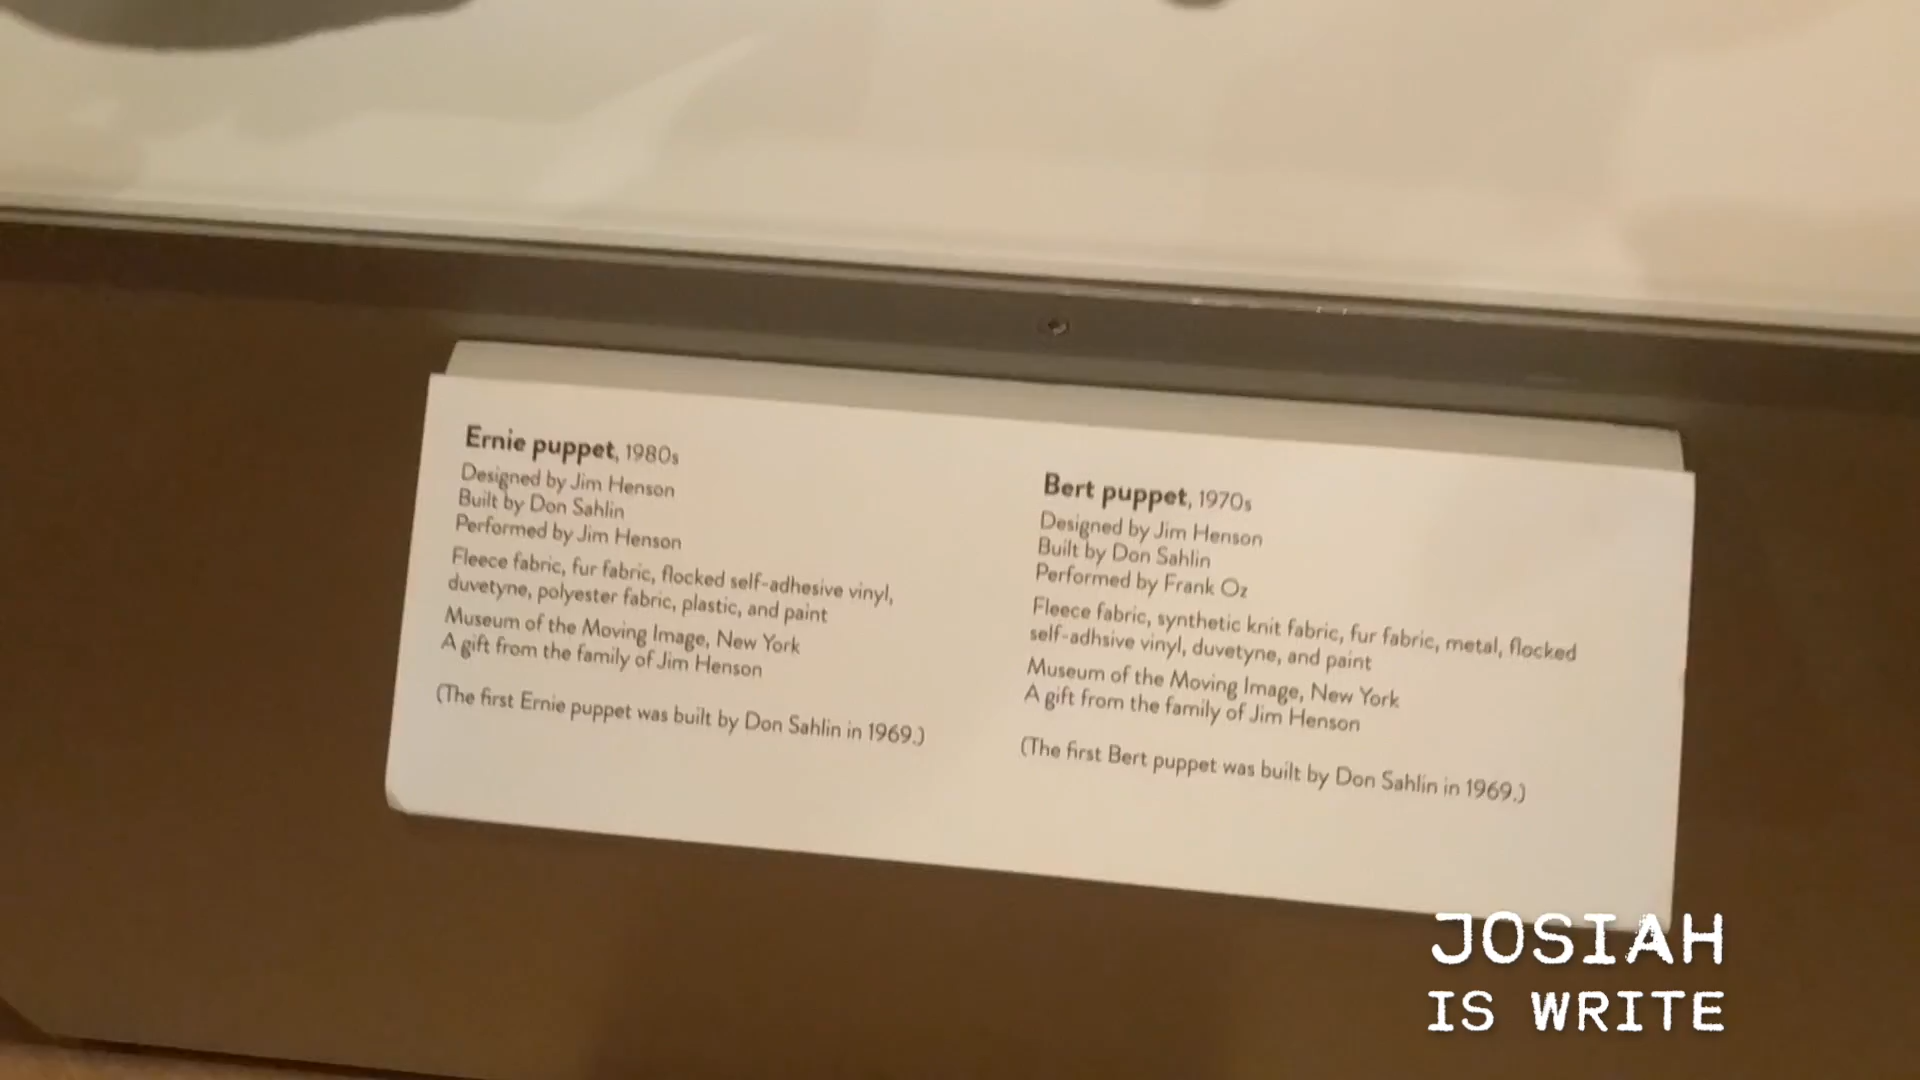 Ernie puppet, 1980s
Designed by Jim Henson
Built by Don Sahlin
Performed by Jim Henson
Fleece fabric, fur fabric, flocked self-adhesive vinyl,
duvetyne, polyester fabric, plastic, and paint
Museum of the Moving Image, New York
A gift from the family of Jim Henson
(The first Ernie puppet was built by Don Sahlin in 1969.)
Bert puppet, 1970s
Designed by Jim Henson
Built by Don Sahlin
Performed by Frank Oz
Fleece fabric, synthetic knit fabric, fur fabric, metal, flocked
self-adhsive vinyl, duvetyne, and paint
Museum of the Moving Image, New York
A gift from the family of Jim Henson
(The first Bert puppet was built by Don Sahlin in 1969.)
JOSIAH
IS WRITE